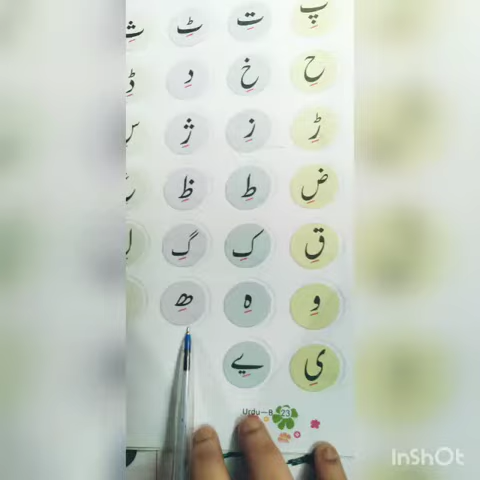 پِ تِ ٹِ ثِ
حِ خِ دِ ڈِ
ڑِ زِ ژِ
ضِ طِ ظِ
قِ کِ گِ
وِ ہِ ھِ
یِ ےِ
Urdu—B 23
InShOt